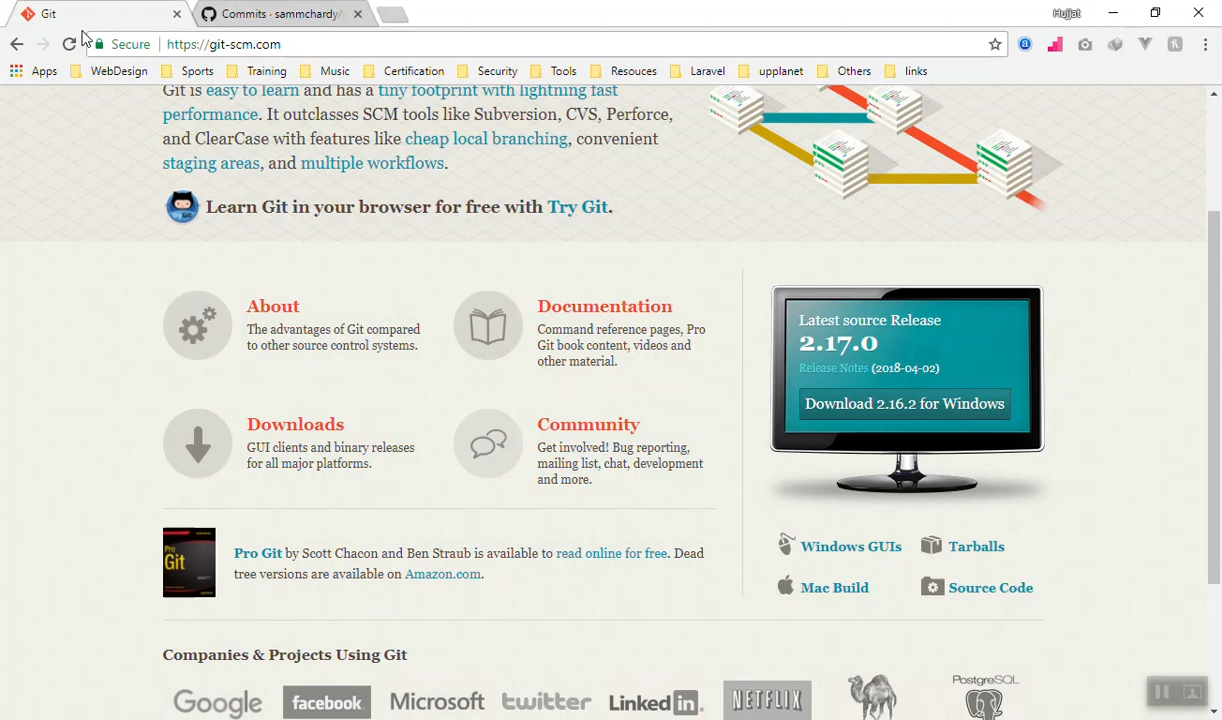 Git
Commits · sammchardy/
Hujjat
Secure
https://git-scm.com
Apps
WebDesign
Sports
Training
Music
Certification
Security
Tools
Resouces
Laravel
upplanet
Others
links
Git is easy to learn and has a tiny footprint with lightning fast
performance. It outclasses SCM tools like Subversion, CVS, Perforce,
and ClearCase with features like cheap local branching, convenient
staging areas, and multiple workflows.
Learn Git in your browser for free with Try Git.
About
The advantages of Git compared
to other source control systems.
Documentation
Command reference pages, Pro
Git book content, videos and
other material.
Downloads
GUI clients and binary releases
for all major platforms.
Community
Get involved! Bug reporting,
mailing list, chat, development
and more.
Latest source Release
2.17.0
Release Notes (2018-04-02)
Download 2.16.2 for Windows
Windows GUIs
Tarballs
Mac Build
Source Code
Pro
Git
Pro Git by Scott Chacon and Ben Straub is available to read online for free. Dead
tree versions are available on Amazon.com.
Companies & Projects Using Git
Google
facebook
Microsoft
twitter
Linked in
NETFLIX
PostgreSQL